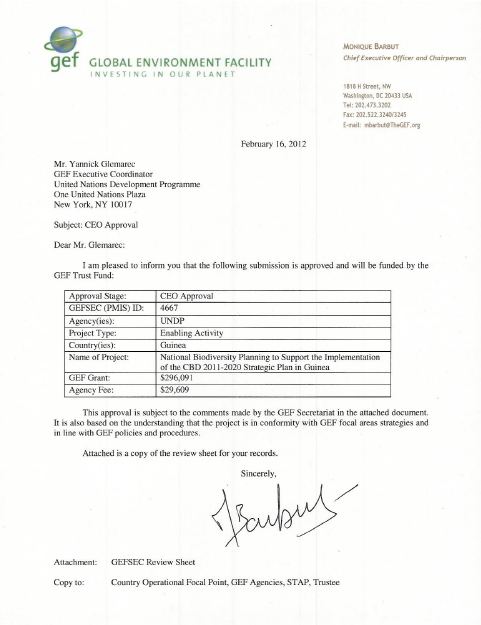 gef
GLOBAL ENVIRONMENT FACILITY
INVESTING IN OUR PLANET
MONIQUE BARBUT
Chief Executive Officer and Chairperson
1818 H Street, NW
Washington, DC 20433 USA
Tel: 202.473.3202
Fax: 202.522.3240/3245
E-mail: mbarbut@TheGEF.org
February 16, 2012
Mr. Yannick Glemarec
GEF Executive Coordinator
United Nations Development Programme
One United Nations Plaza
New York, NY 10017
Subject: CEO Approval
Dear Mr. Glemarec:
I am pleased to inform you that the following submission is approved and will be funded by the
GEF Trust Fund:
Approval Stage: CEO Approval
GEFSEC (PMIS) ID: 4667
Agency(ies): UNDP
Project Type: Enabling Activity
Country(ies): Guinea
Name of Project: National Biodiversity Planning to Support the Implementation
of the CBD 2011-2020 Strategic Plan in Guinea
GEF Grant: $296,091
Agency Fee: $29,609
This approval is subject to the comments made by the GEF Secretariat in the attached document.
It is also based on the understanding that the project is in conformity with GEF focal areas strategies and
in line with GEF policies and procedures.
Attached is a copy of the review sheet for your records.
Sincerely,
Barbut
Attachment: GEFSEC Review Sheet
Copy to: Country Operational Focal Point, GEF Agencies, STAP, Trustee